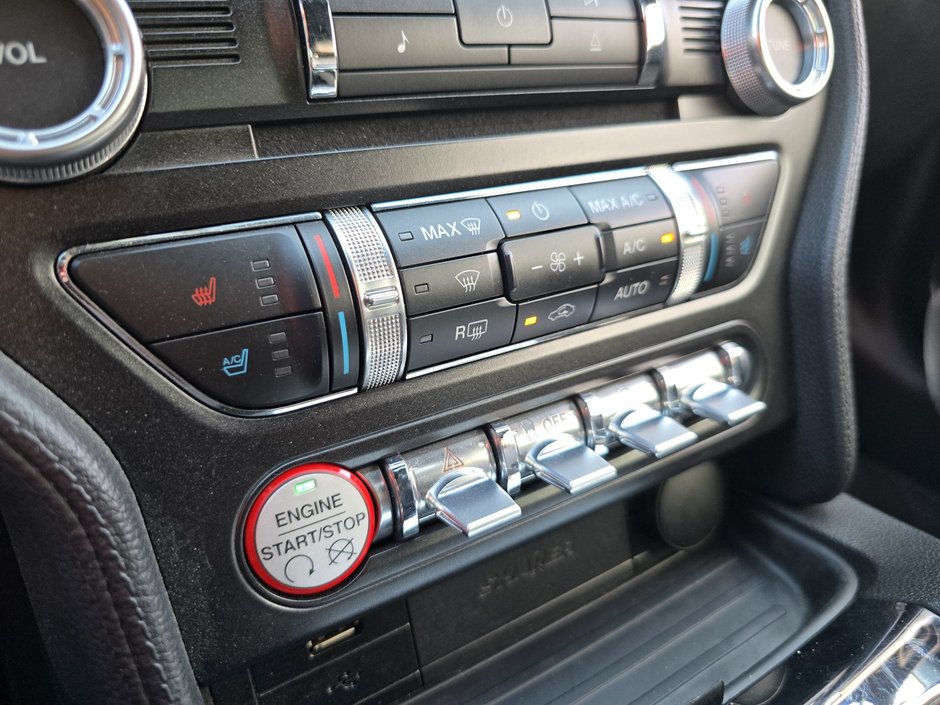 VOL
TUNE
MAX
MAX A/C
A/C
R
AUTO
A/C
OFF
ENGINE
START/STOP